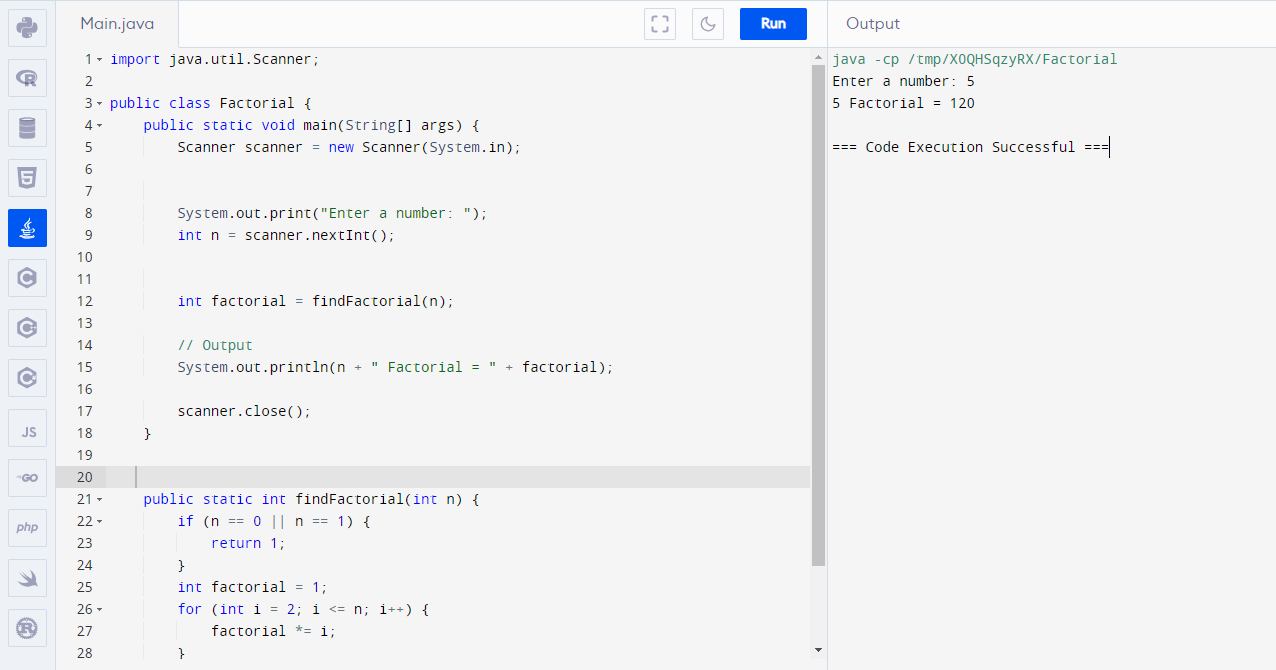 Main.java
Run
Output
1 import java.util.Scanner;
2
3 public class Factorial {
4     public static void main(String[] args) {
5         Scanner scanner = new Scanner(System.in);
6
7
8         System.out.print("Enter a number: ");
9         int n = scanner.nextInt();
10
11
12         int factorial = findFactorial(n);
13
14         // Output
15         System.out.println(n + " Factorial = " + factorial);
16
17         scanner.close();
18     }
19
20
21     public static int findFactorial(int n) {
22         if (n == 0 || n == 1) {
23             return 1;
24         }
25         int factorial = 1;
26         for (int i = 2; i <= n; i++) {
27             factorial *= i;
28         }
java -cp /tmp/X0QHSqzyRX/Factorial
Enter a number: 5
5 Factorial = 120
=== Code Execution Successful ===
R
5
C
C
C
JS
GO
php
R